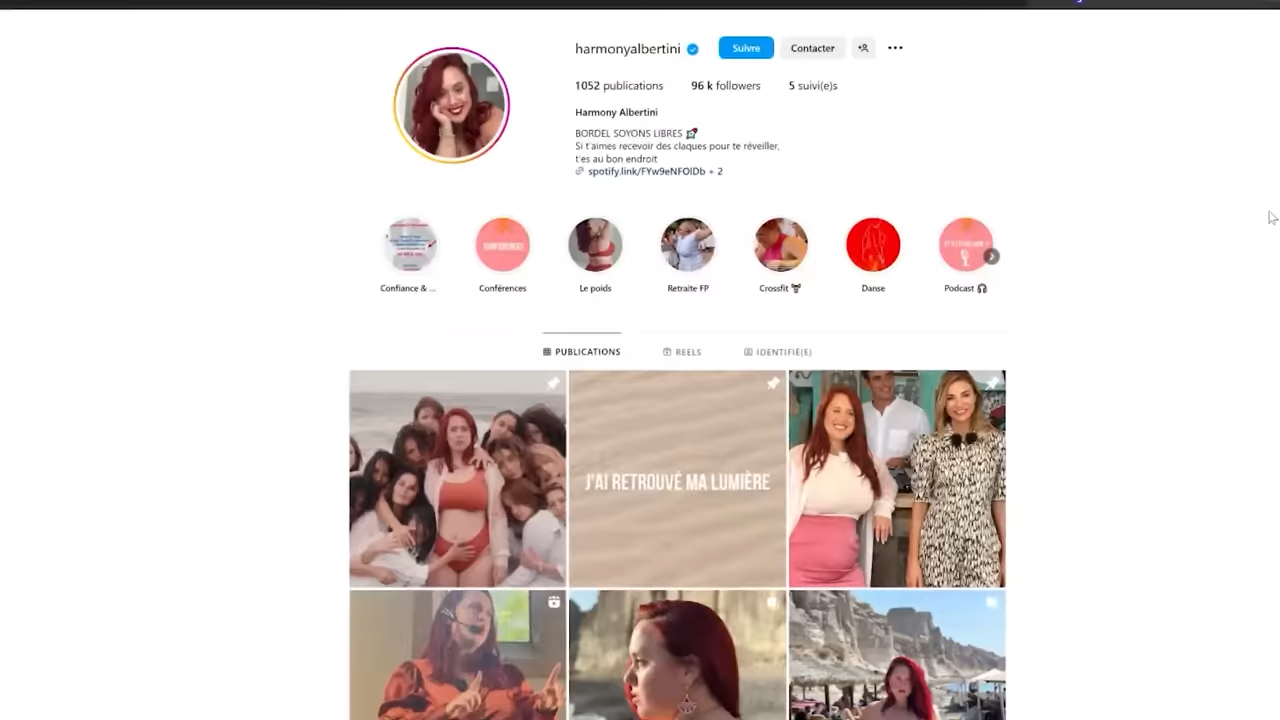 harmonyalbertini
Suivre
Contacter
1052 publications
96 k followers
5 suivi(e)s
Harmony Albertini
BORDEL SOYONS LIBRES
Si t'aimes recevoir des claques pour te réveiller,
t'es au bon endroit
spotify.link/FYw9eNFOlDb + 2
CONFÉRENCES
Confiance & ...
Conférences
Le poids
Retraite FP
Crossfit
Danse
Podcast
PUBLICATIONS
REELS
IDENTIFIÉ(E)
J'AI RETROUVÉ MA LUMIÈRE